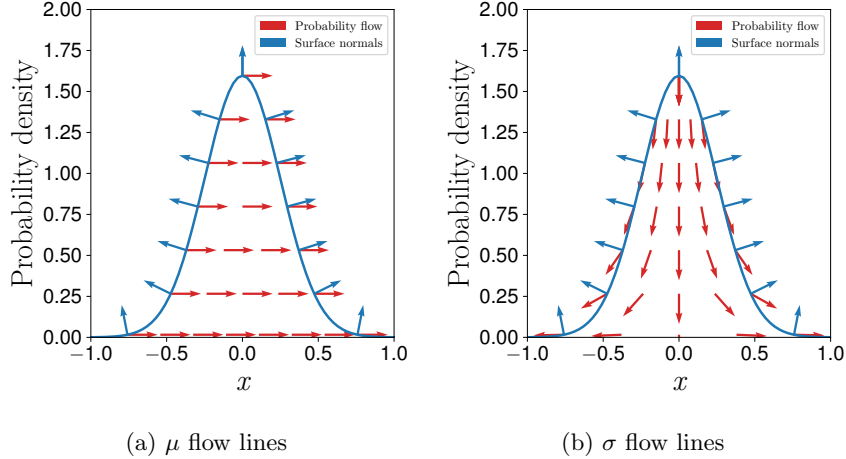 2.00
1.75
1.50
1.25
1.00
0.75
0.50
0.25
0.00
Probability density
Probability flow
Surface normals
−1.0 −0.5 0.0 0.5 1.0
x
(a) μ flow lines
2.00
1.75
1.50
1.25
1.00
0.75
0.50
0.25
0.00
Probability density
Probability flow
Surface normals
−1.0 −0.5 0.0 0.5 1.0
x
(b) σ flow lines